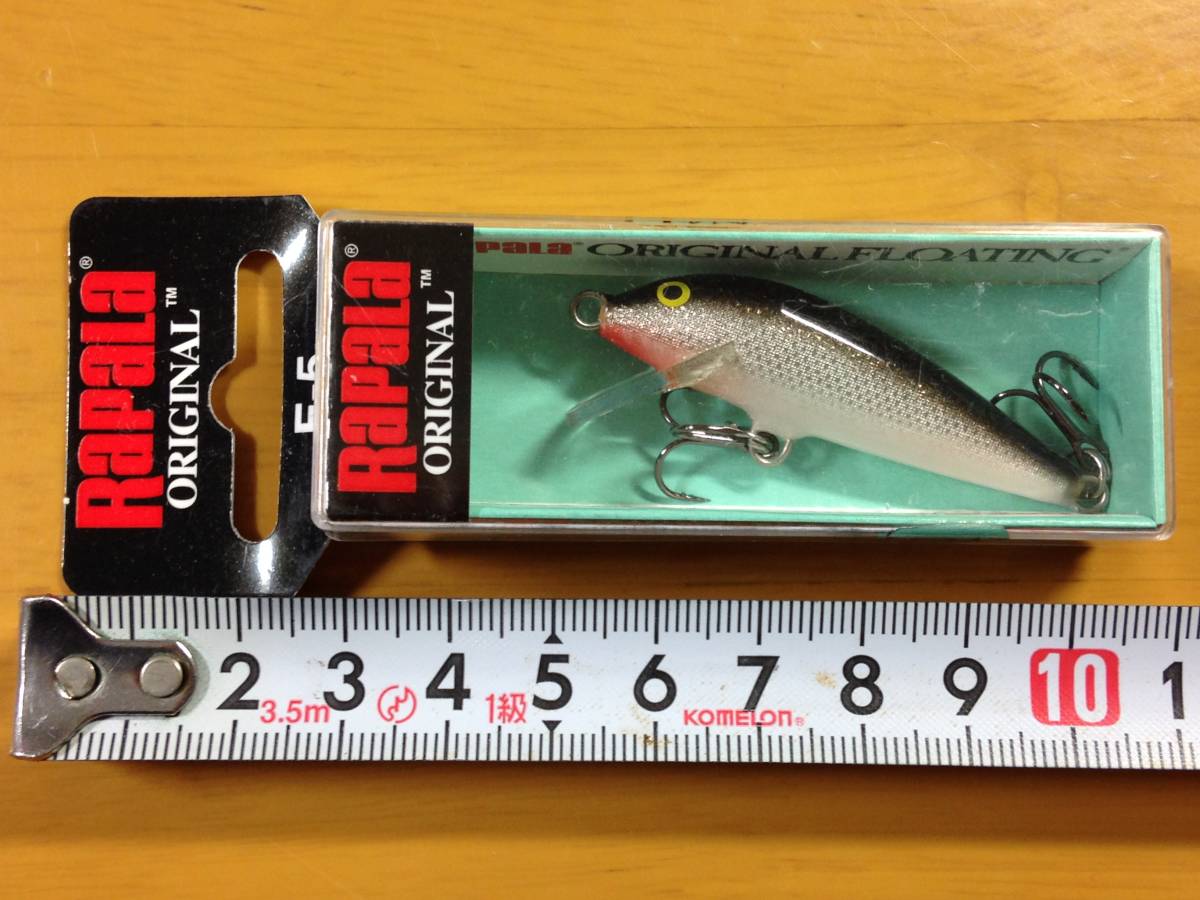 RAPALA®
ORIGINAL™
F-5
RAPALA®
ORIGINAL™
PALA® ORIGINAL FLOATING™
2 3 4 5 6 7 8 9 10 1
3.5m 1級 KOMELON®